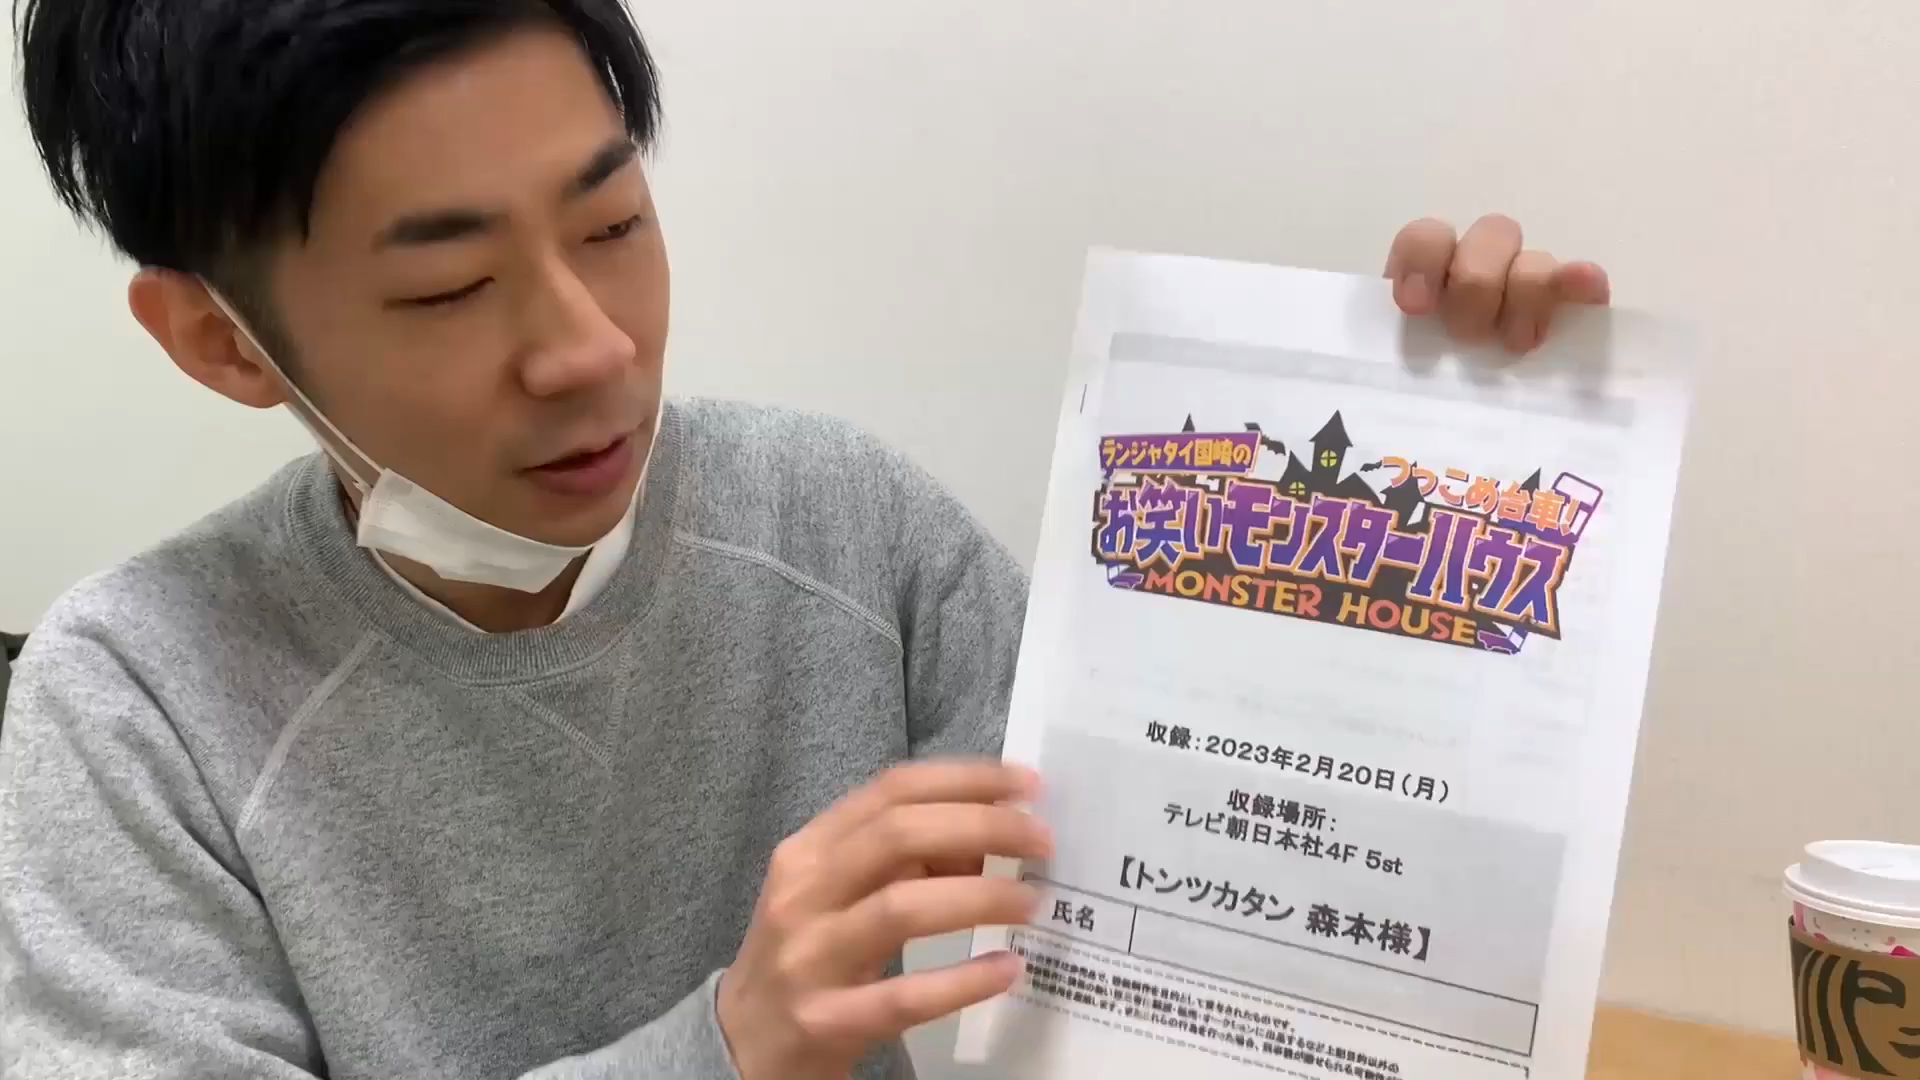 ランジャタイ国崎の
つっこめ台車!
お笑いモンスターハウス
MONSTER HOUSE
収録:2023年2月20日(月)
収録場所:
テレビ朝日本社4F 5st
【トンツカタン 森本様】
氏名